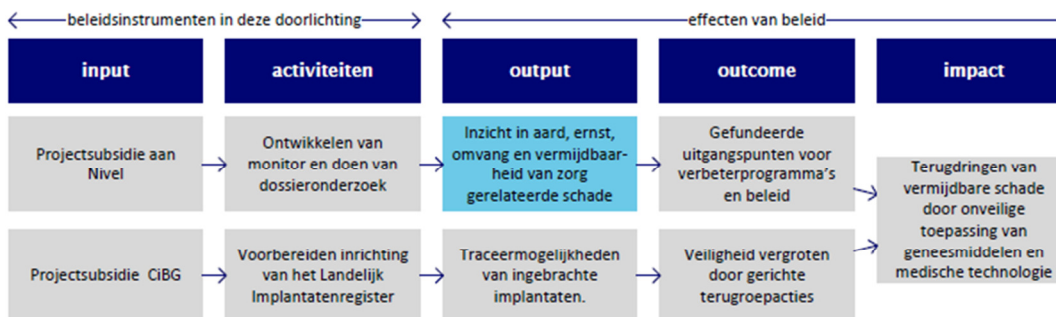 beleidsinstrumenten in deze doorlichting
effecten van beleid
input
activiteiten
output
outcome
impact
Projectsubsidie aan
Nivel
Ontwikkelen van
monitor en doen van
dossieronderzoek
Inzicht in aard, ernst,
omvang en vermijdbaar-
heid van zorg
gerelateerde schade
Gefundeerde
uitgangspunten voor
verbeterprogramma's
en beleid
Terugdringen van
vermijdbare schade
door onveilige
toepassing van
geneesmiddelen en
medische technologie
Projectsubsidie CiBG
Voorbereiden inrichting
van het Landelijk
Implantatenregister
Traceermogelijkheden
van ingebrachte
implantaten.
Veiligheid vergroten
door gerichte
terugroepacties